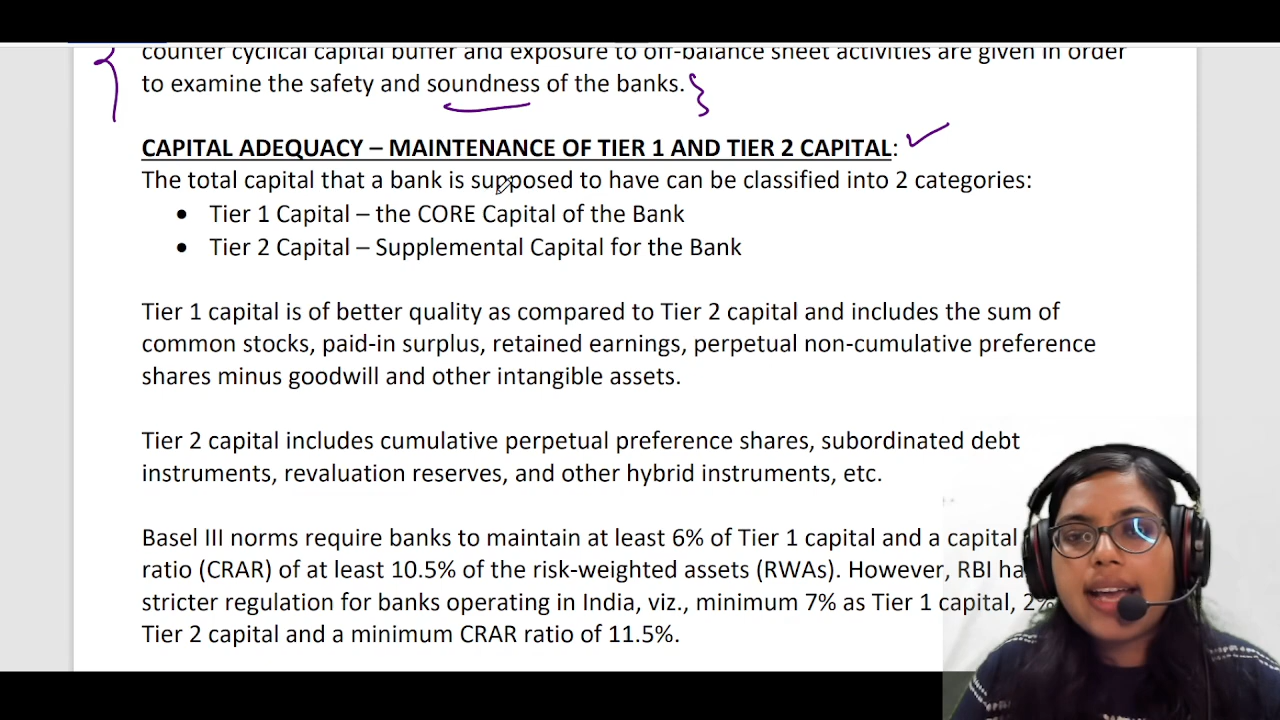 counter cyclical capital buffer and exposure to off-balance sheet activities are given in order
to examine the safety and soundness of the banks.
CAPITAL ADEQUACY – MAINTENANCE OF TIER 1 AND TIER 2 CAPITAL:
The total capital that a bank is supposed to have can be classified into 2 categories:
• Tier 1 Capital – the CORE Capital of the Bank
• Tier 2 Capital – Supplemental Capital for the Bank
Tier 1 capital is of better quality as compared to Tier 2 capital and includes the sum of
common stocks, paid-in surplus, retained earnings, perpetual non-cumulative preference
shares minus goodwill and other intangible assets.
Tier 2 capital includes cumulative perpetual preference shares, subordinated debt
instruments, revaluation reserves, and other hybrid instruments, etc.
Basel III norms require banks to maintain at least 6% of Tier 1 capital and a capital
ratio (CRAR) of at least 10.5% of the risk-weighted assets (RWAs). However, RBI ha
stricter regulation for banks operating in India, viz., minimum 7% as Tier 1 capital, 2%
Tier 2 capital and a minimum CRAR ratio of 11.5%.